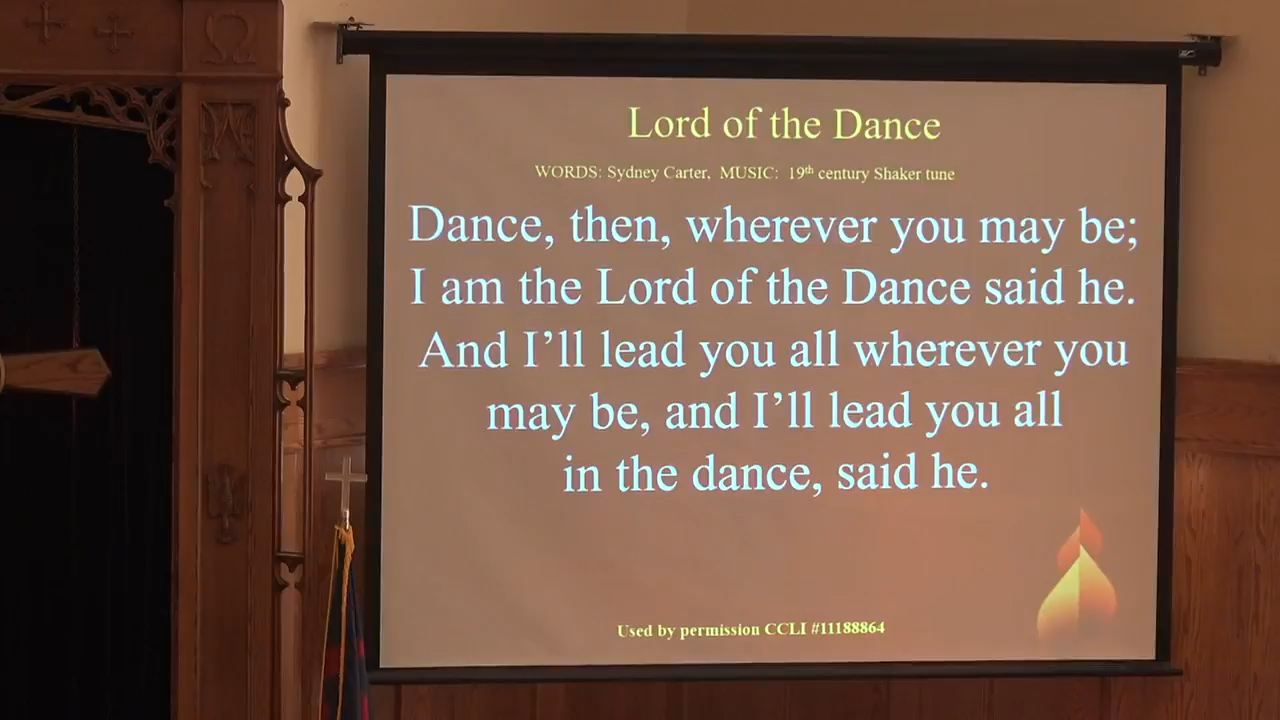 Lord of the Dance
WORDS: Sydney Carter, MUSIC: 19th century Shaker tune
Dance, then, wherever you may be;
I am the Lord of the Dance said he.
And I’ll lead you all wherever you
may be, and I’ll lead you all
in the dance, said he.
Used by permission CCLI #11188864
Ω